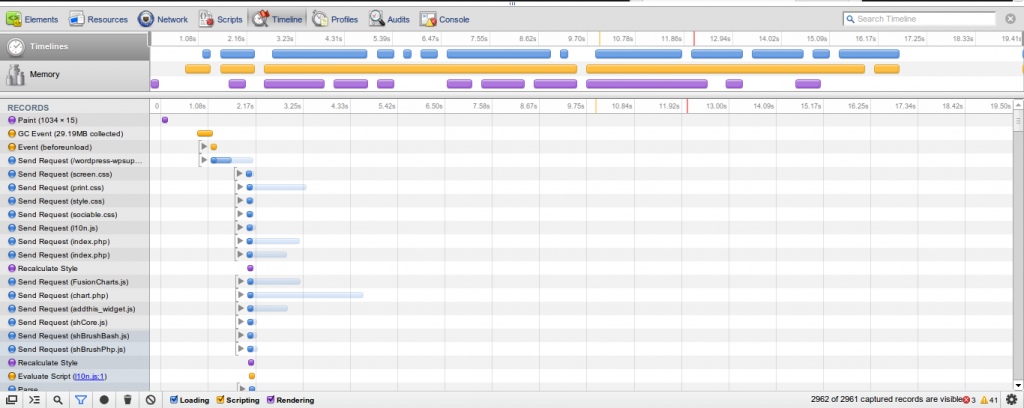 Elements Resources Network Scripts Timeline Profiles Audits Console Search Timeline
Timelines
1.08s 2.16s 3.23s 4.31s 5.39s 6.47s 7.55s 8.62s 9.70s 10.78s 11.86s 12.94s 14.02s 15.09s 16.17s 17.25s 18.33s 19.41s
Memory
RECORDS
0 1.08s 2.17s 3.25s 4.33s 5.42s 6.50s 7.58s 8.67s 9.75s 10.84s 11.92s 13.00s 14.09s 15.17s 16.25s 17.34s 18.42s 19.50s
Paint (1034 × 15)
GC Event (29.19MB collected)
Event (beforeunload)
Send Request (/wordpress-wpsup...
Send Request (screen.css)
Send Request (print.css)
Send Request (style.css)
Send Request (sociable.css)
Send Request (l10n.js)
Send Request (index.php)
Send Request (index.php)
Recalculate Style
Send Request (FusionCharts.js)
Send Request (chart.php)
Send Request (addthis_widget.js)
Send Request (shCore.js)
Send Request (shBrushBash.js)
Send Request (shBrushPhp.js)
Recalculate Style
Evaluate Script (l10n.js:1)
Parse
Loading Scripting Rendering 2962 of 2961 captured records are visible 3 41